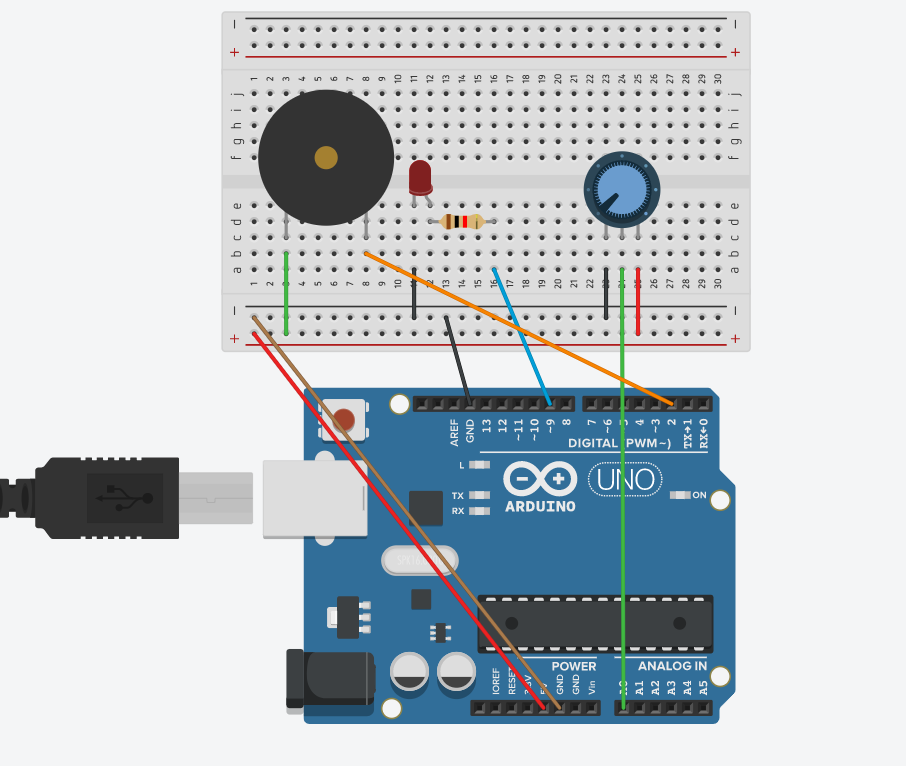 − −
+ +
1 2 3 4 5 6 7 8 9 10 11 12 13 14 15 16 17 18 19 20 21 22 23 24 25 26 27 28 29 30
j j
i i
h h
g g
f f
e e
d d
c c
b b
a a
1 2 3 4 5 6 7 8 9 10 11 12 13 14 15 16 17 18 19 20 21 22 23 24 25 26 27 28 29 30
− −
+ +
AREF GND 13 12 ~11 ~10 ~9 8 7 ~6 ~5 4 ~3 2 TX→1 RX←0
DIGITAL (PWM~)
L
TX
RX
UNO
ON
ARDUINO
POWER
ANALOG IN
IOREF RESET 3.3V 5V GND GND Vin A0 A1 A2 A3 A4 A5